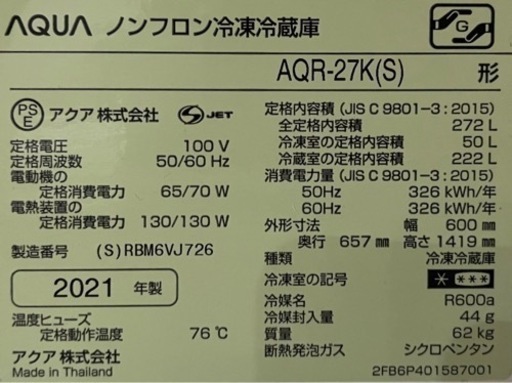 AQUA ノンフロン冷凍冷蔵庫
G
AQR-27K(S) 形
PSE アクア株式会社 S JET
定格電圧 100 V
定格周波数 50/60 Hz
電動機の
定格消費電力 65/70 W
電熱装置の
定格消費電力 130/130 W
製造番号 (S)RBM6VJ726
2021 年製
温度ヒューズ
定格動作温度 76℃
アクア株式会社
Made in Thailand
定格内容積 (JIS C 9801-3:2015)
全定格内容積 272 L
冷凍室の定格内容積 50 L
冷蔵室の定格内容積 222 L
消費電力量 (JIS C 9801-3:2015)
50Hz 326 kWh/年
60Hz 326 kWh/年
外形寸法 幅 600 mm
奥行 657 mm 高さ 1419 mm
種類 冷凍冷蔵庫
冷凍室の記号 * ***
冷媒名 R600a
冷媒封入量 44 g
質量 62 kg
断熱発泡ガス シクロペンタン
2FB6P401587001